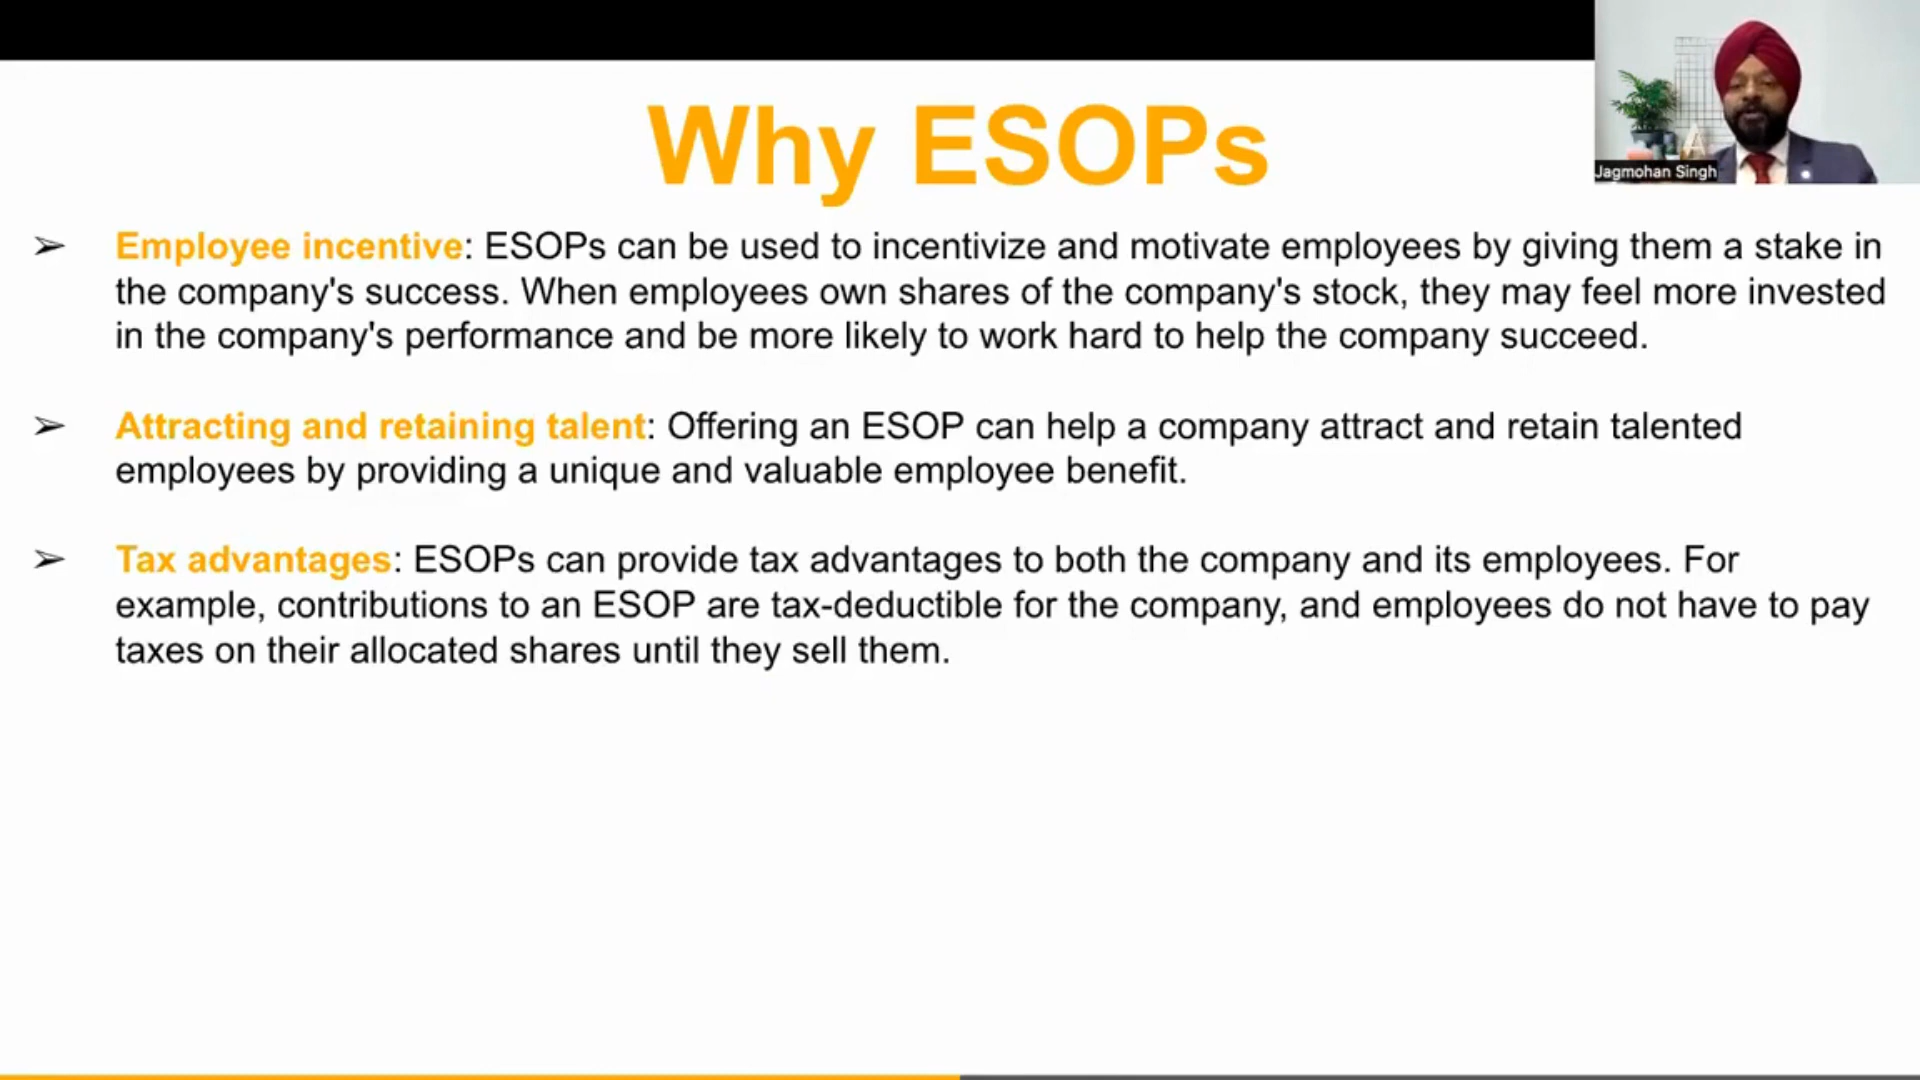 Why ESOPs
Jagmohan Singh
➢ Employee incentive: ESOPs can be used to incentivize and motivate employees by giving them a stake in
the company's success. When employees own shares of the company's stock, they may feel more invested
in the company's performance and be more likely to work hard to help the company succeed.
➢ Attracting and retaining talent: Offering an ESOP can help a company attract and retain talented
employees by providing a unique and valuable employee benefit.
➢ Tax advantages: ESOPs can provide tax advantages to both the company and its employees. For
example, contributions to an ESOP are tax-deductible for the company, and employees do not have to pay
taxes on their allocated shares until they sell them.